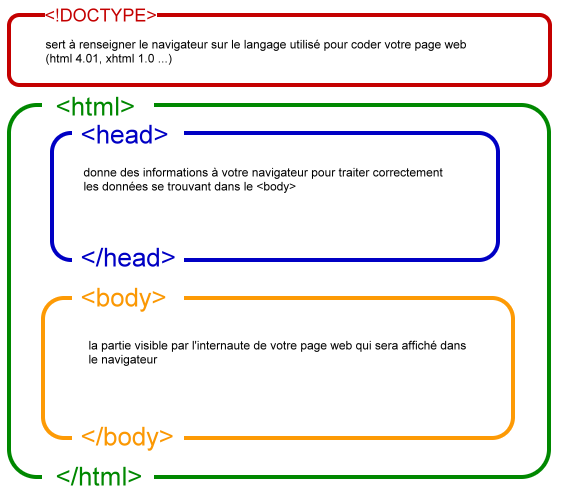 <!DOCTYPE>
sert à renseigner le navigateur sur le langage utilisé pour coder votre page web
(html 4.01, xhtml 1.0 ...)
<html>
<head>
donne des informations à votre navigateur pour traiter correctement
les données se trouvant dans le <body>
</head>
<body>
la partie visible par l'internaute de votre page web qui sera affiché dans
le navigateur
</body>
</html>